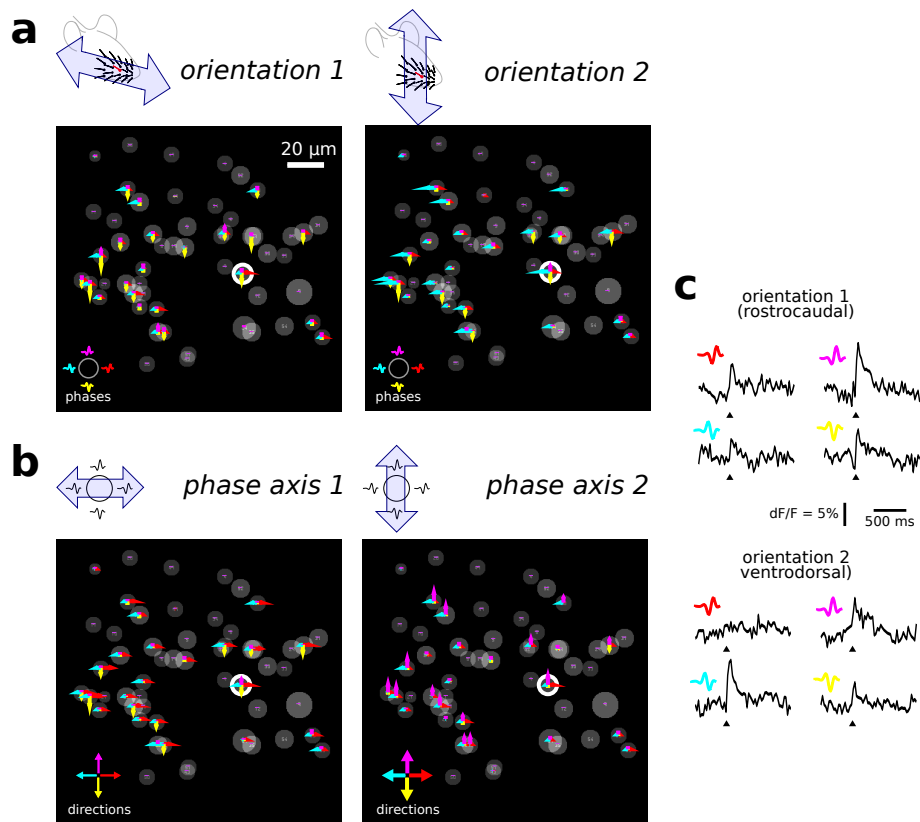 a
orientation 1
orientation 2
20 µm
phases
phases
b
phase axis 1
phase axis 2
directions
directions
c
orientation 1
(rostrocaudal)
dF/F = 5%
500 ms
orientation 2
ventrodorsal)